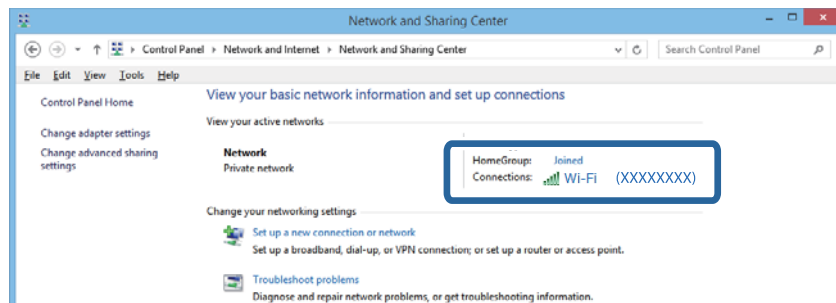 Network and Sharing Center
Control Panel Network and Internet Network and Sharing Center Search Control Panel
File Edit View Tools Help
Control Panel Home
Change adapter settings
Change advanced sharing
settings
View your basic network information and set up connections
View your active networks
Network
Private network
HomeGroup: Joined
Connections: Wi-Fi (XXXXXXXX)
Change your networking settings
Set up a new connection or network
Set up a broadband, dial-up, or VPN connection; or set up a router or access point.
Troubleshoot problems
Diagnose and repair network problems, or get troubleshooting information.